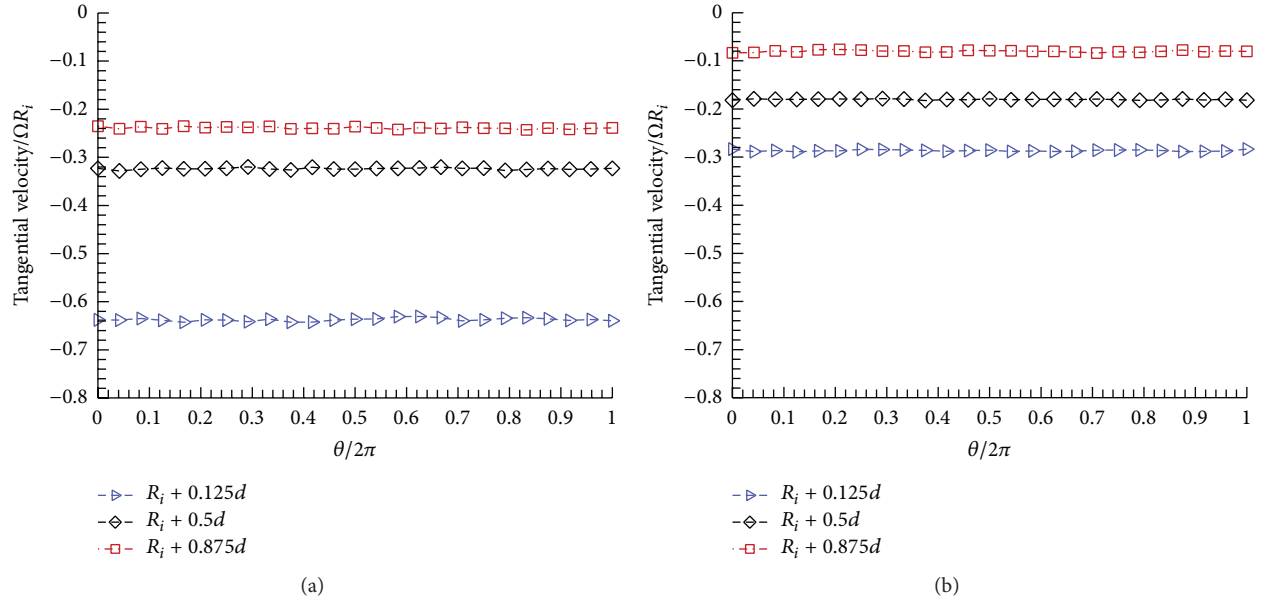 0
−0.1
−0.2
−0.3
−0.4
−0.5
−0.6
−0.7
−0.8
Tangential velocity/ΩR_i
0 0.1 0.2 0.3 0.4 0.5 0.6 0.7 0.8 0.9 1
θ/2π
R_i + 0.125d
R_i + 0.5d
R_i + 0.875d
(a)
0
−0.1
−0.2
−0.3
−0.4
−0.5
−0.6
−0.7
−0.8
Tangential velocity/ΩR_i
0 0.1 0.2 0.3 0.4 0.5 0.6 0.7 0.8 0.9 1
θ/2π
R_i + 0.125d
R_i + 0.5d
R_i + 0.875d
(b)